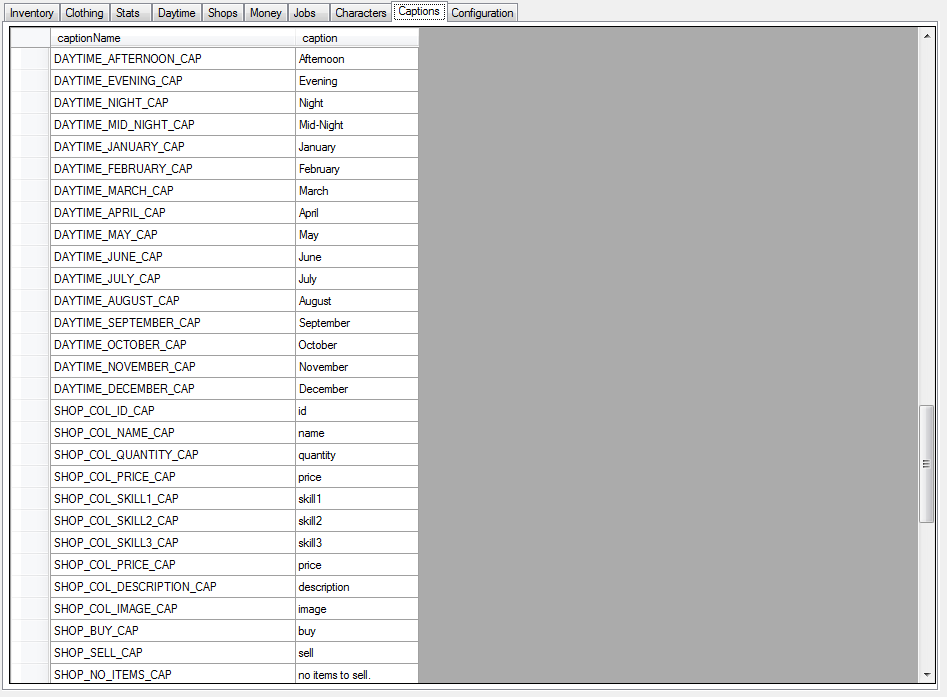 Inventory Clothing Stats Daytime Shops Money Jobs Characters Captions Configuration
captionName caption
DAYTIME_AFTERNOON_CAP Afternoon
DAYTIME_EVENING_CAP Evening
DAYTIME_NIGHT_CAP Night
DAYTIME_MID_NIGHT_CAP Mid-Night
DAYTIME_JANUARY_CAP January
DAYTIME_FEBRUARY_CAP February
DAYTIME_MARCH_CAP March
DAYTIME_APRIL_CAP April
DAYTIME_MAY_CAP May
DAYTIME_JUNE_CAP June
DAYTIME_JULY_CAP July
DAYTIME_AUGUST_CAP August
DAYTIME_SEPTEMBER_CAP September
DAYTIME_OCTOBER_CAP October
DAYTIME_NOVEMBER_CAP November
DAYTIME_DECEMBER_CAP December
SHOP_COL_ID_CAP id
SHOP_COL_NAME_CAP name
SHOP_COL_QUANTITY_CAP quantity
SHOP_COL_PRICE_CAP price
SHOP_COL_SKILL1_CAP skill1
SHOP_COL_SKILL2_CAP skill2
SHOP_COL_SKILL3_CAP skill3
SHOP_COL_PRICE_CAP price
SHOP_COL_DESCRIPTION_CAP description
SHOP_COL_IMAGE_CAP image
SHOP_BUY_CAP buy
SHOP_SELL_CAP sell
SHOP_NO_ITEMS_CAP no items to sell.